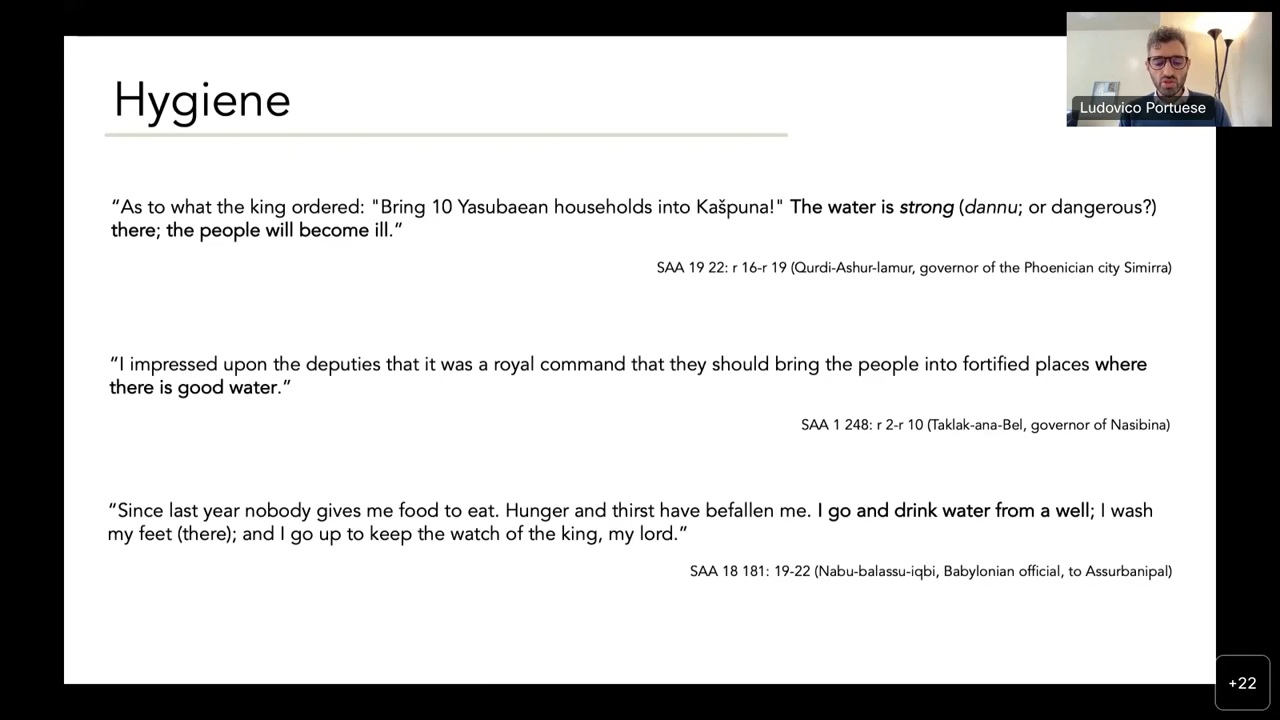 Hygiene
Ludovico Portuese
“As to what the king ordered: "Bring 10 Yasubaean households into Kašpuna!" The water is strong (dannu; or dangerous?)
there; the people will become ill.”
SAA 19 22: r 16-r 19 (Qurdi-Ashur-lamur, governor of the Phoenician city Simirra)
“I impressed upon the deputies that it was a royal command that they should bring the people into fortified places where
there is good water.”
SAA 1 248: r 2-r 10 (Taklak-ana-Bel, governor of Nasibina)
“Since last year nobody gives me food to eat. Hunger and thirst have befallen me. I go and drink water from a well; I wash
my feet (there); and I go up to keep the watch of the king, my lord.”
SAA 18 181: 19-22 (Nabu-balassu-iqbi, Babylonian official, to Assurbanipal)
+22